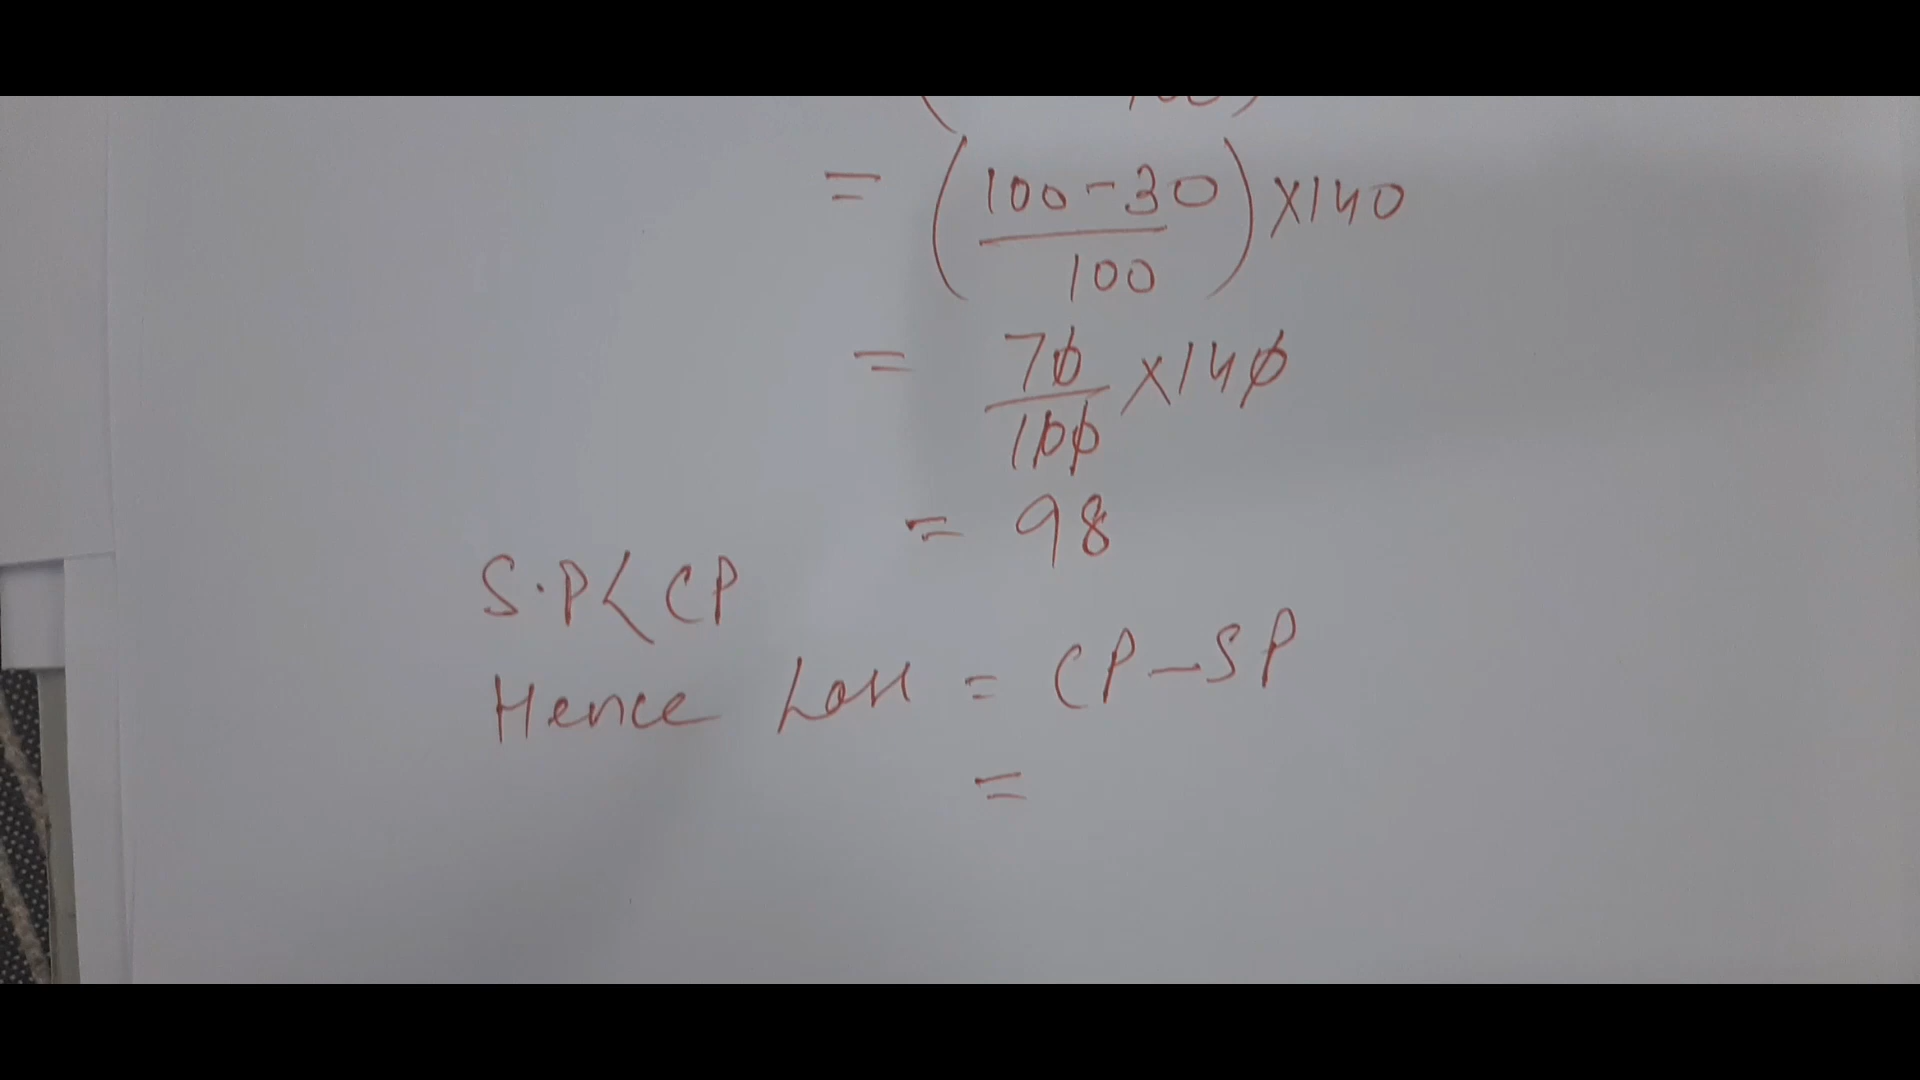 = (100-30/100) X140
= 70/100 X140
= 98
S.P< CP
Hence Loss = CP-SP
=